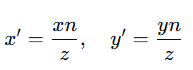 x′ = xn/z, y′ = yn/z